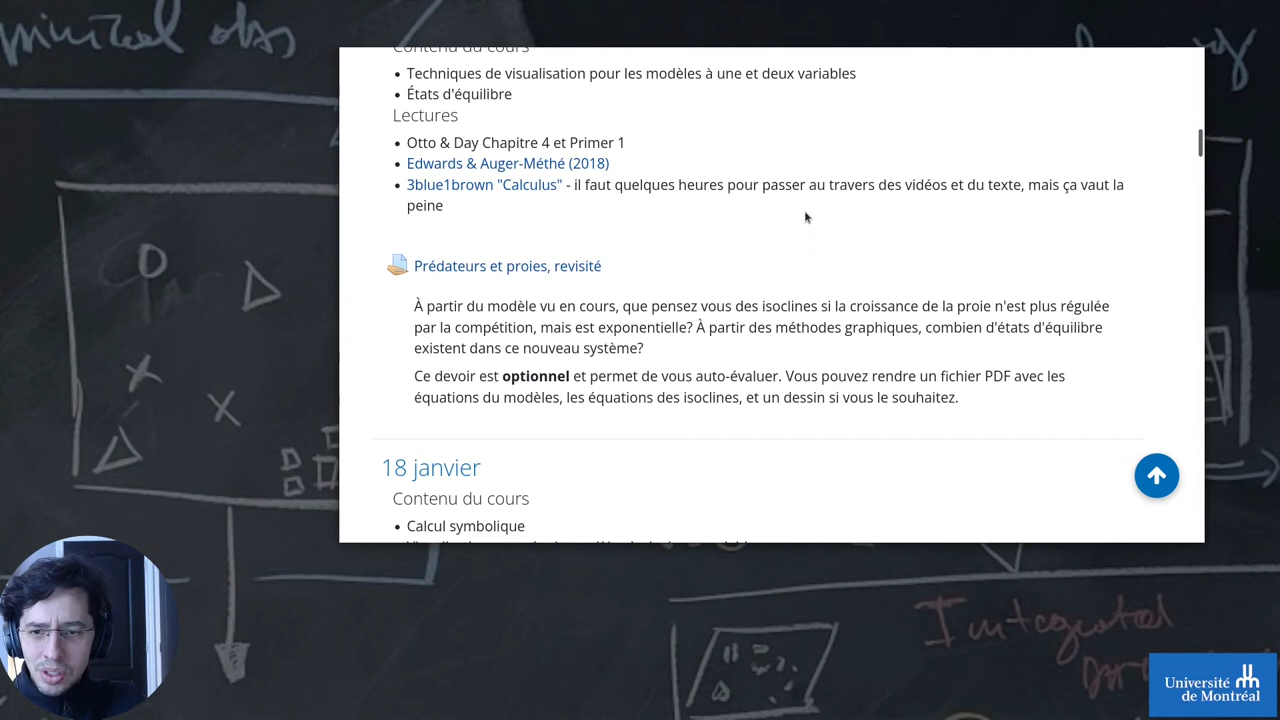 Contenu du cours
• Techniques de visualisation pour les modèles à une et deux variables
• États d'équilibre
Lectures
• Otto & Day Chapitre 4 et Primer 1
• Edwards & Auger-Méthé (2018)
• 3blue1brown "Calculus" - il faut quelques heures pour passer au travers des vidéos et du texte, mais ça vaut la
peine
Prédateurs et proies, revisité
À partir du modèle vu en cours, que pensez vous des isoclines si la croissance de la proie n'est plus régulée
par la compétition, mais est exponentielle? À partir des méthodes graphiques, combien d'états d'équilibre
existent dans ce nouveau système?
Ce devoir est optionnel et permet de vous auto-évaluer. Vous pouvez rendre un fichier PDF avec les
équations du modèles, les équations des isoclines, et un dessin si vous le souhaitez.
18 janvier
Contenu du cours
• Calcul symbolique
Integrated
Université
de Montréal